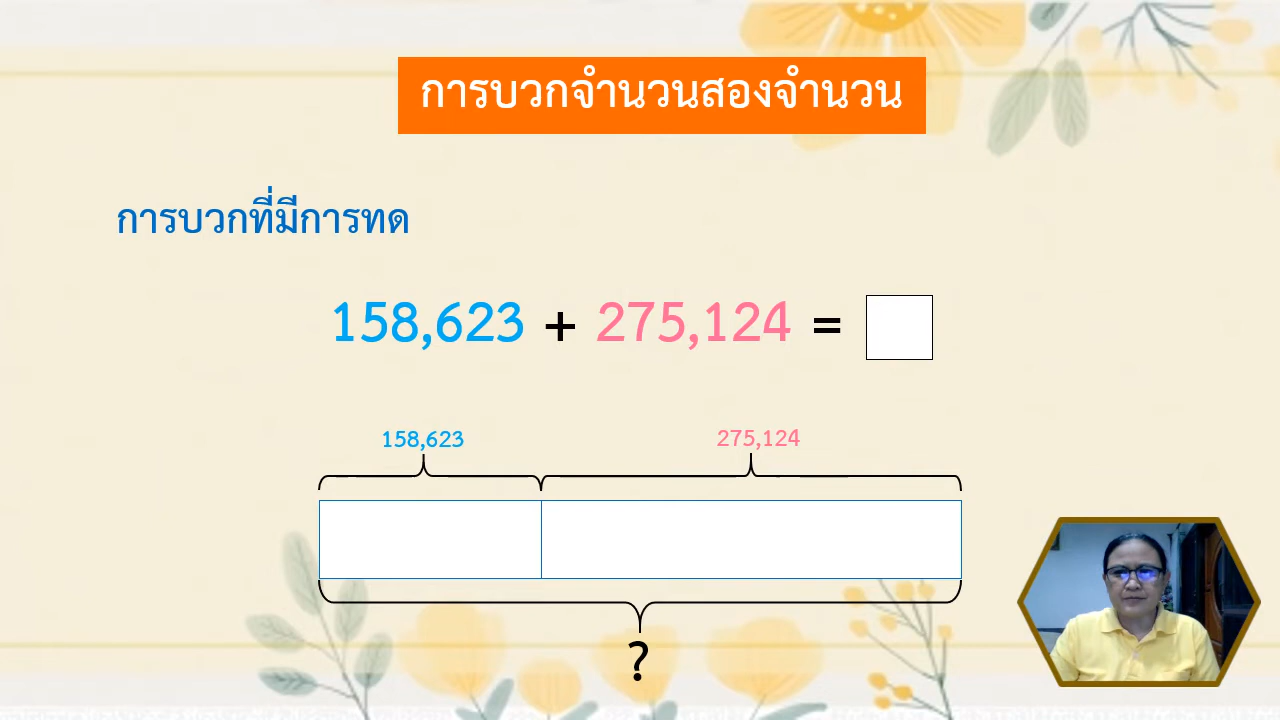 การบวกจำนวนสองจำนวน
การบวกที่มีการทด
158,623 + 275,124 =
158,623 275,124
?